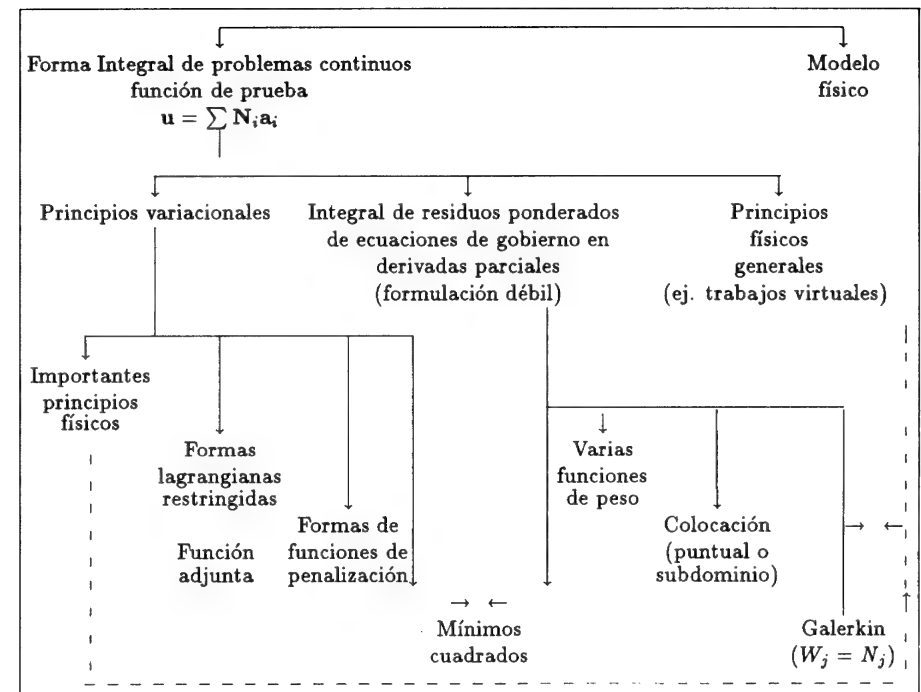 Forma Integral de problemas continuos
función de prueba
u = ∑ Nᵢaᵢ
Modelo
físico
Principios variacionales
Integral de residuos ponderados
de ecuaciones de gobierno en
derivadas parciales
(formulación débil)
Principios
físicos
generales
(ej. trabajos virtuales)
Importantes
principios
físicos
Formas
lagrangianas
restringidas
Función
adjunta
Formas de
funciones de
penalización
Varias
funciones
de peso
Colocación
(puntual o
subdominio)
Mínimos
cuadrados
Galerkin
(Wⱼ = Nⱼ)